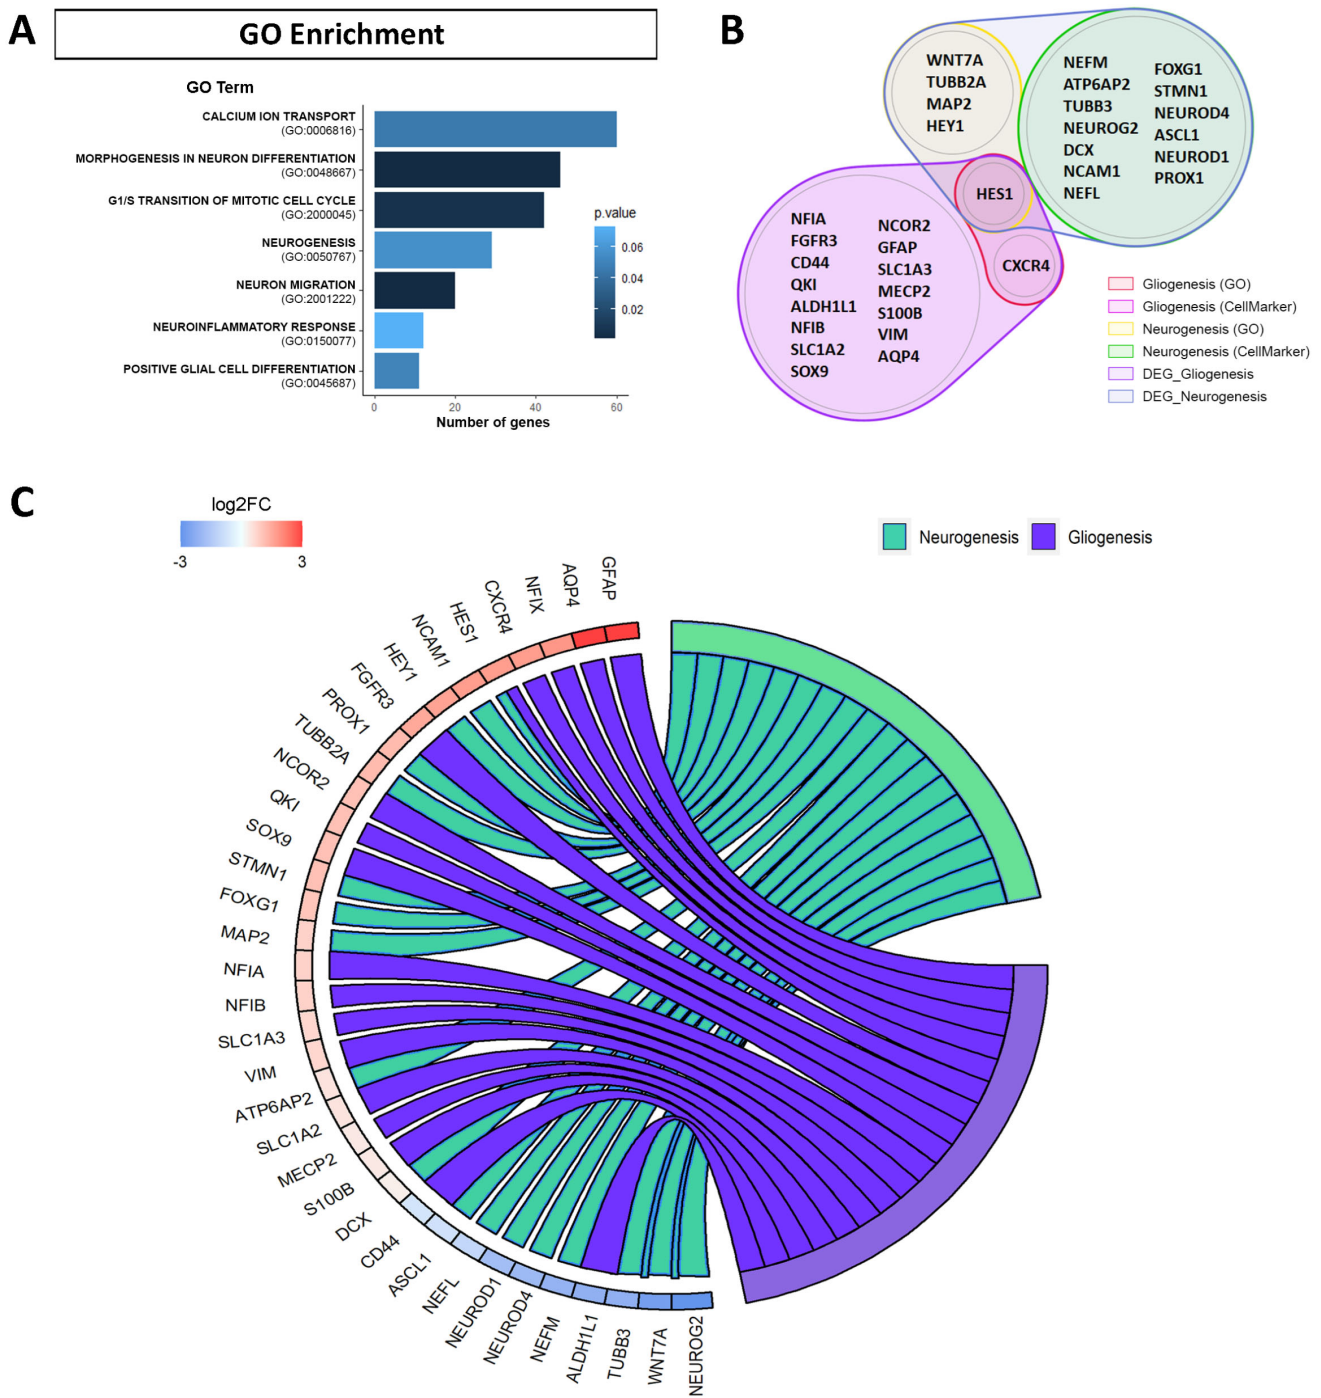 A
GO Enrichment
GO Term
CALCIUM ION TRANSPORT
(GO:0006816)
MORPHOGENESIS IN NEURON DIFFERENTIATION
(GO:0048667)
G1/S TRANSITION OF MITOTIC CELL CYCLE
(GO:2000045)
NEUROGENESIS
(GO:0050767)
NEURON MIGRATION
(GO:2001222)
NEUROINFLAMMATORY RESPONSE
(GO:0150077)
POSITIVE GLIAL CELL DIFFERENTIATION
(GO:0045687)
0 20 40 60
Number of genes
p.value
0.06
0.04
0.02
B
WNT7A
TUBB2A
MAP2
HEY1
NEFM
ATP6AP2
TUBB3
NEUROG2
DCX
NCAM1
NEFL
FOXG1
STMN1
NEUROD4
ASCL1
NEUROD1
PROX1
HES1
CXCR4
NFIA
FGFR3
CD44
QKI
ALDH1L1
NFIB
SLC1A2
SOX9
NCOR2
GFAP
SLC1A3
MECP2
S100B
VIM
AQP4
Gliogenesis (GO)
Gliogenesis (CellMarker)
Neurogenesis (GO)
Neurogenesis (CellMarker)
DEG_Gliogenesis
DEG_Neurogenesis
C
log2FC
-3 3
Neurogenesis
Gliogenesis
GFAP
AQP4
NFIX
CXCR4
HES1
NCAM1
HEY1
FGFR3
PROX1
TUBB2A
NCOR2
QKI
SOX9
STMN1
FOXG1
MAP2
NFIA
NFIB
SLC1A3
VIM
ATP6AP2
SLC1A2
MECP2
S100B
DCX
CD44
ASCL1
NEFL
NEUROD1
NEUROD4
NEFM
ALDH1L1
TUBB3
WNT7A
NEUROG2